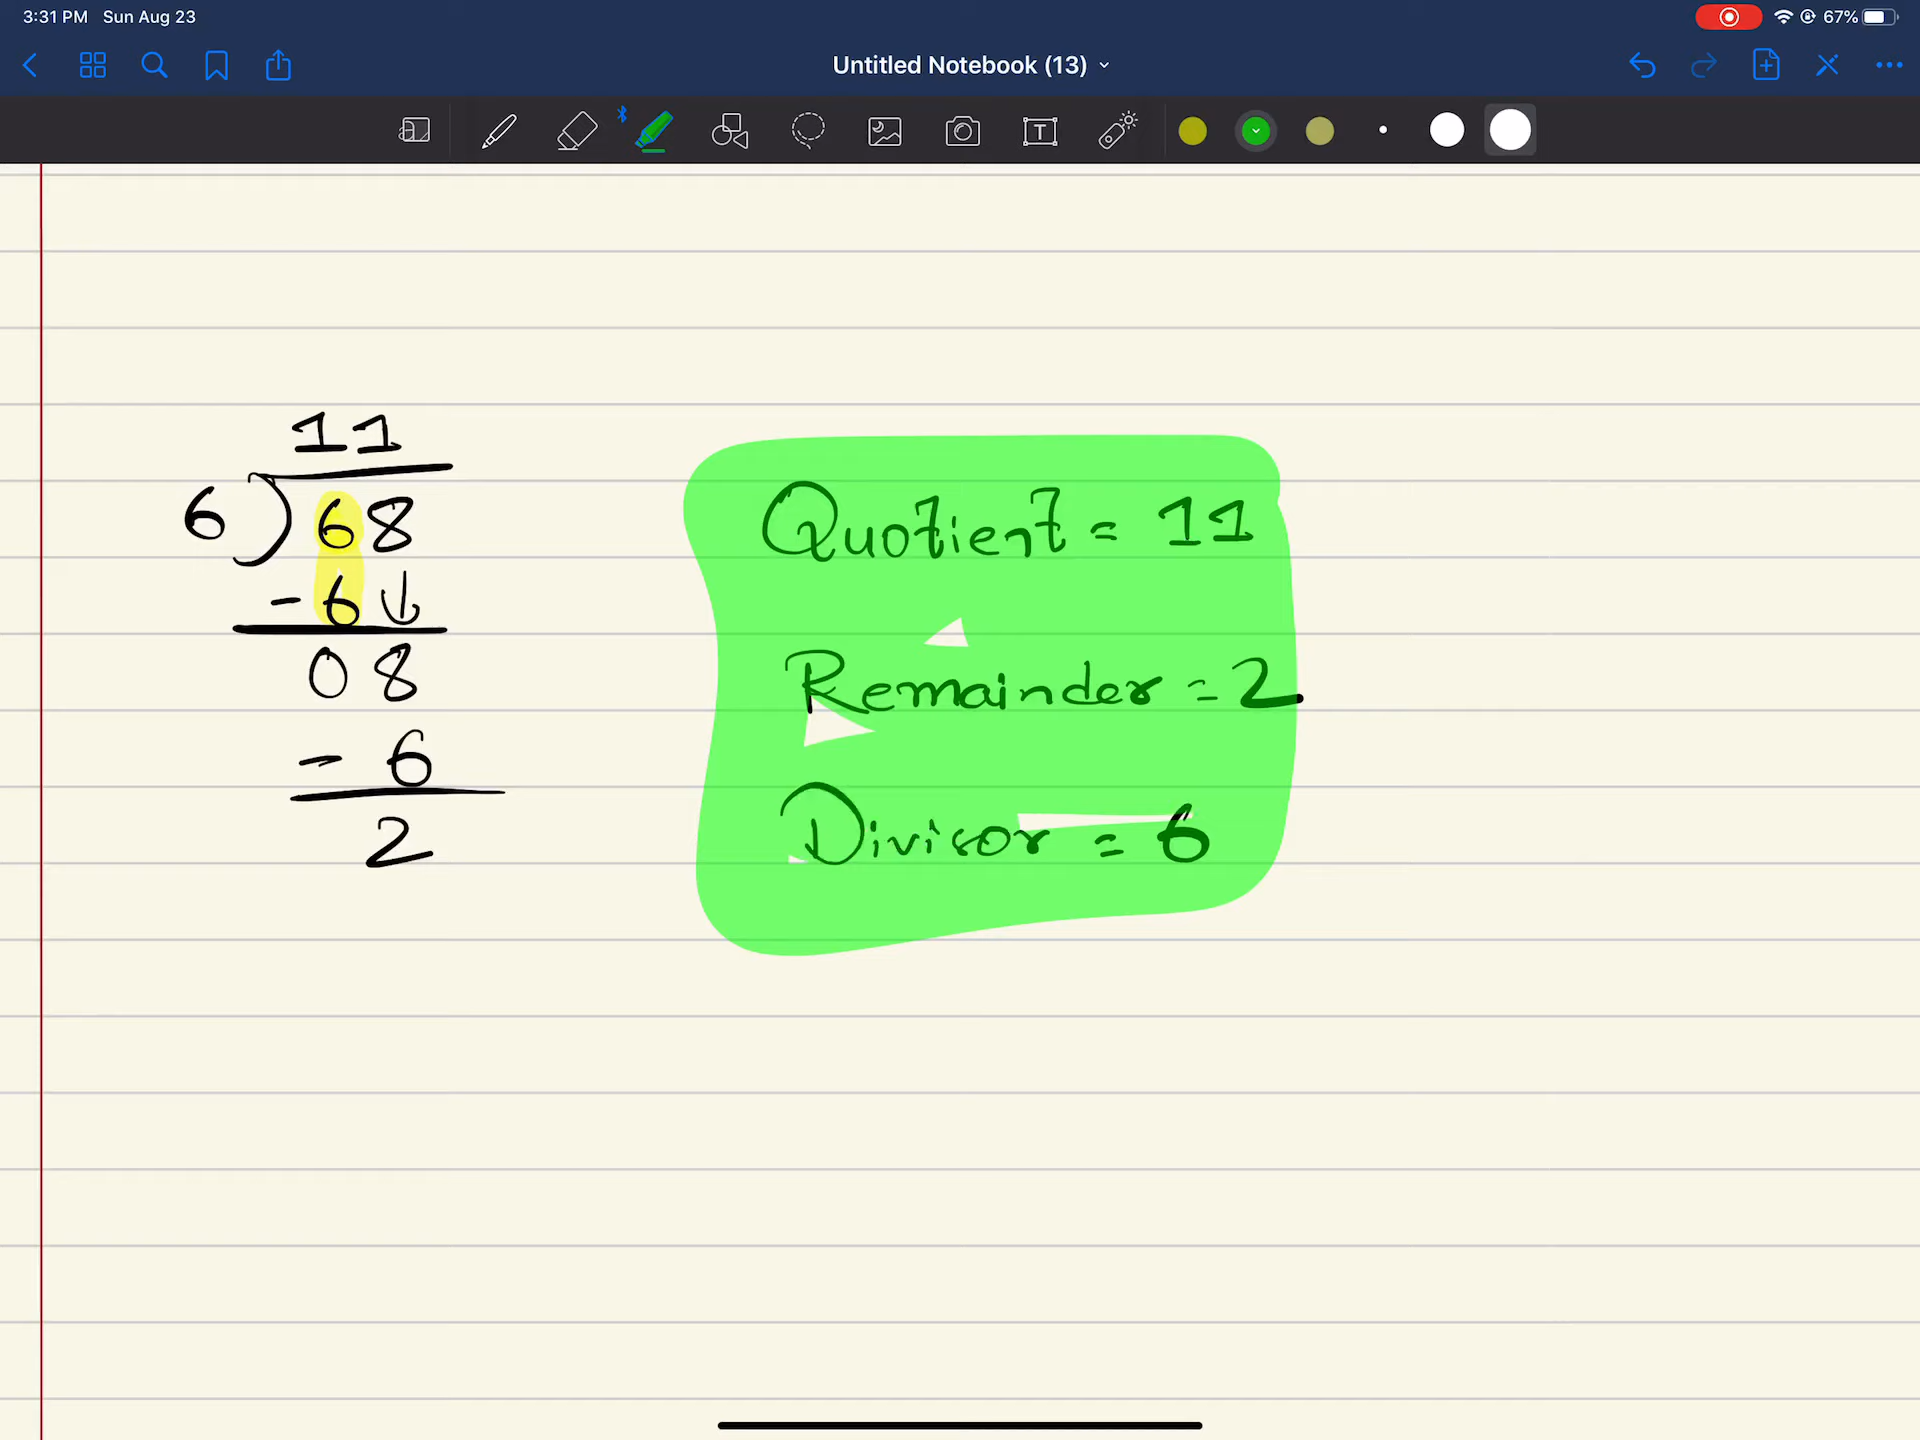 3:31 PM Sun Aug 23
67%
Untitled Notebook (13)
11
6 ) 68
- 6 ↓
08
- 6
2
Quotient = 11
Remainder = 2
Divisor = 6